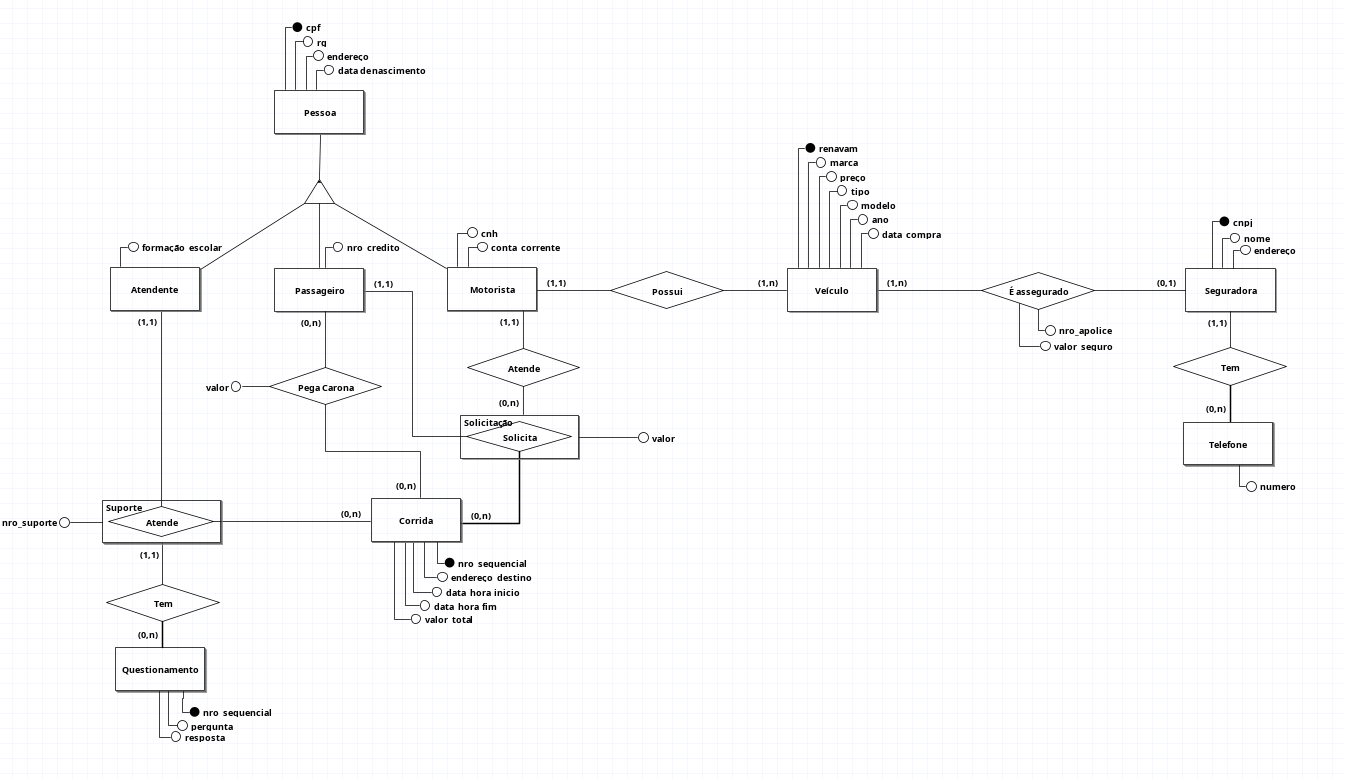 cpf
rg
endereço
data denascimento
Pessoa
renavam
marca
preço
tipo
modelo
ano
data compra
cnpj
nome
endereço
cnh
conta corrente
formação escolar
nro credito
Atendente
Passageiro
(1,1)
Motorista
(1,1)
Possui
(1,n)
Veículo
(1,n)
É assegurado
(0,1)
Seguradora
(1,1)
(0,n)
(1,1)
(1,1)
nro_apolice
valor seguro
Atende
Tem
valor
Pega Carona
(0,n)
(0,n)
Solicitação
Solicita
valor
Telefone
(0,n)
numero
Suporte
nro_suporte
Atende
(0,n)
Corrida
(0,n)
(1,1)
nro sequencial
endereço destino
data hora inicio
data hora fim
valor total
Tem
(0,n)
Questionamento
nro sequencial
pergunta
resposta